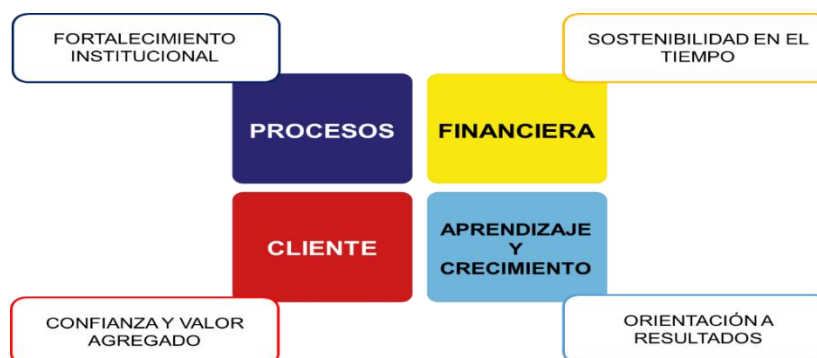 FORTALECIMIENTO
INSTITUCIONAL
SOSTENIBILIDAD EN EL
TIEMPO
PROCESOS
FINANCIERA
CLIENTE
APRENDIZAJE
Y
CRECIMIENTO
CONFIANZA Y VALOR
AGREGADO
ORIENTACIÓN A
RESULTADOS